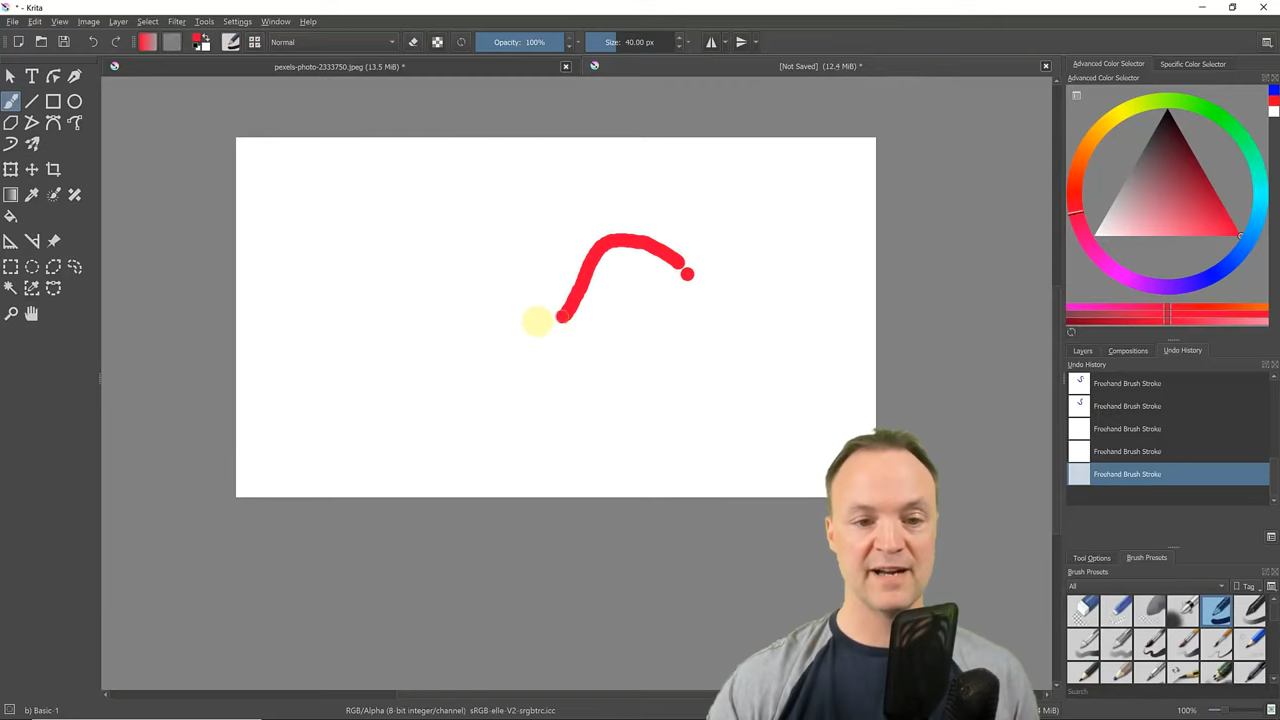 * - Krita
File Edit View Image Layer Select Filter Tools Settings Window Help
Normal Opacity: 100% Size: 40.00 px
pexels-photo-2333750.jpeg (13.5 MiB) * [Not Saved] (12.4 MiB) *
Advanced Color Selector Specific Color Selector
Advanced Color Selector
Layers Compositions Undo History
Undo History
Freehand Brush Stroke
Freehand Brush Stroke
Freehand Brush Stroke
Freehand Brush Stroke
Freehand Brush Stroke
Tool Options Brush Presets
Brush Presets
All Tag
Search
b) Basic-1 RGB/Alpha (8-bit integer/channel) sRGB-elle-V2-srgbtrc.icc MiB) 100%